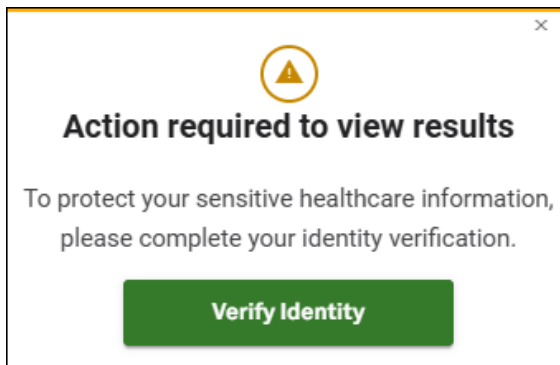 Action required to view results
To protect your sensitive healthcare information,
please complete your identity verification.
Verify Identity